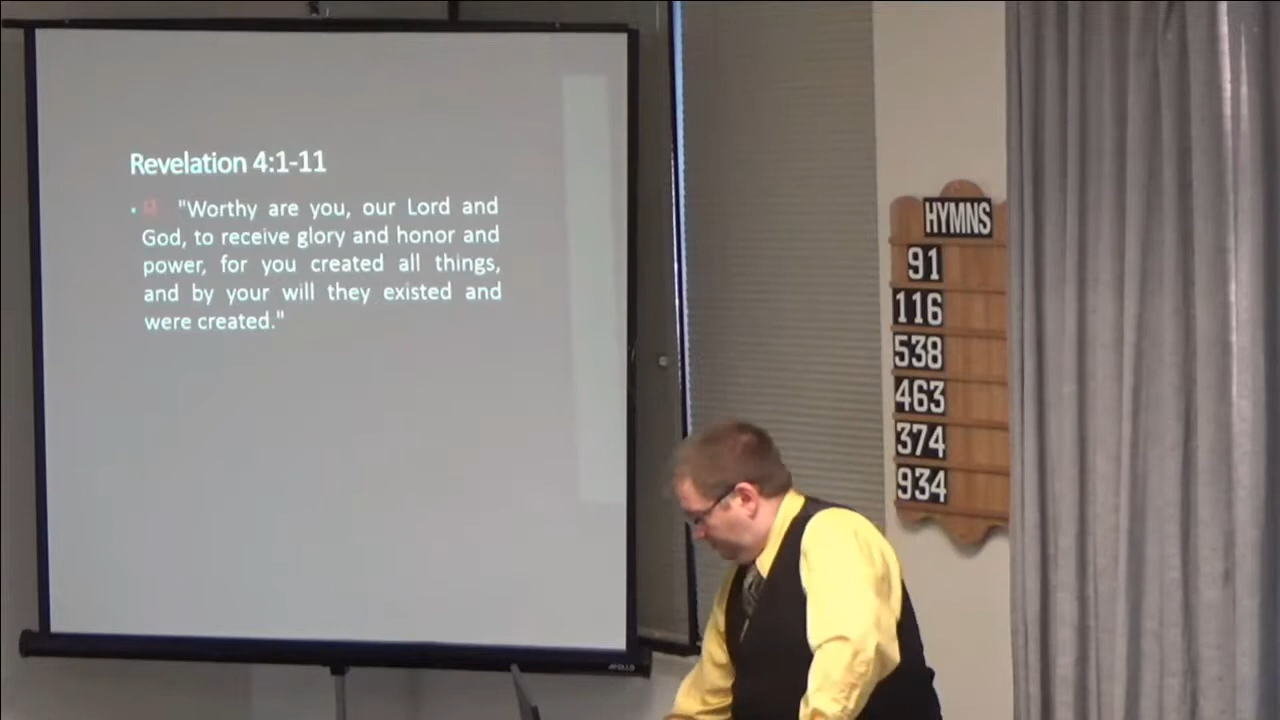 Revelation 4:1-11
• "Worthy are you, our Lord and
God, to receive glory and honor and
power, for you created all things,
and by your will they existed and
were created."
APOLLO
HYMNS
91
116
538
463
374
934